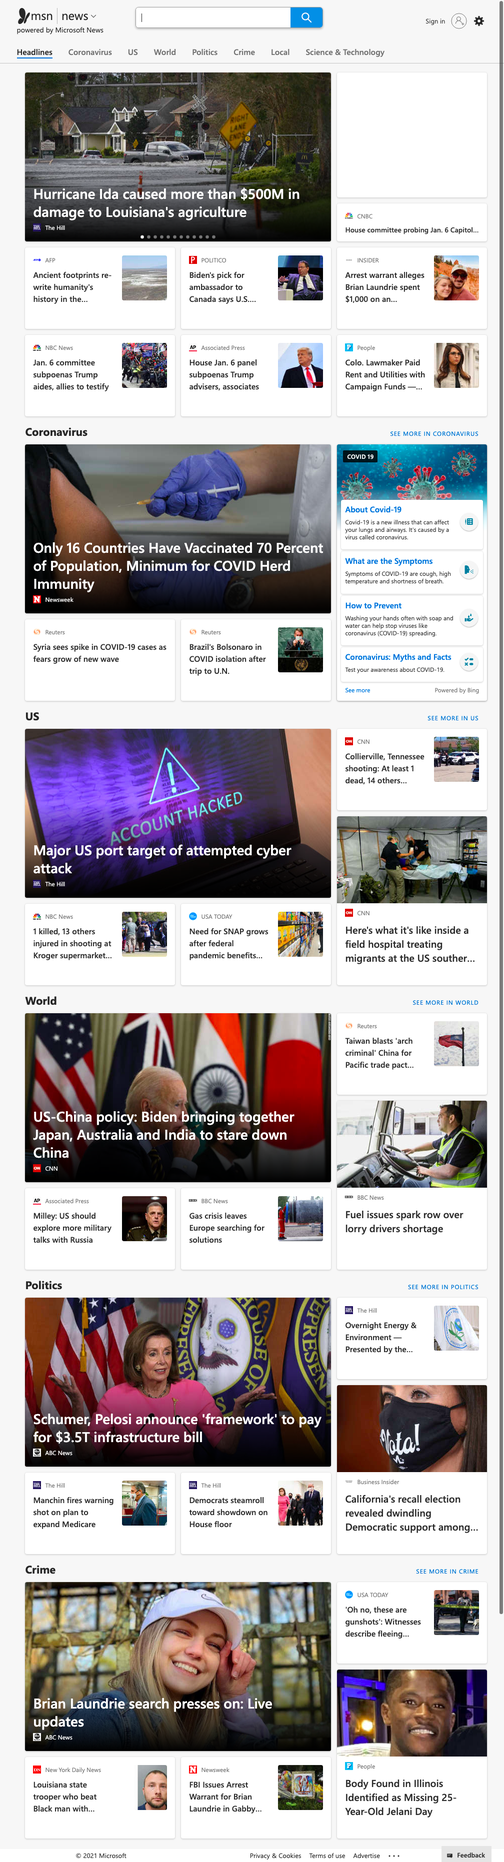 msn | news
powered by Microsoft News
Sign in
Headlines Coronavirus US World Politics Crime Local Science & Technology
RIGHT LANE ENDS
Hurricane Ida caused more than $500M in
damage to Louisiana's agriculture
The Hill
CNBC
House committee probing Jan. 6 Capitol...
AFP
Ancient footprints re-
write humanity's
history in the...
POLITICO
Biden's pick for
ambassador to
Canada says U.S....
INSIDER
Arrest warrant alleges
Brian Laundrie spent
$1,000 on an...
NBC News
Jan. 6 committee
subpoenas Trump
aides, allies to testify
Associated Press
House Jan. 6 panel
subpoenas Trump
advisers, associates
People
Colo. Lawmaker Paid
Rent and Utilities with
Campaign Funds —...
Coronavirus
SEE MORE IN CORONAVIRUS
Only 16 Countries Have Vaccinated 70 Percent
of Population, Minimum for COVID Herd
Immunity
Newsweek
COVID 19
About Covid-19
Covid-19 is a new illness that can affect
your lungs and airways. It's caused by a
virus called coronavirus.
What are the Symptoms
Symptoms of COVID-19 are cough, high
temperature and shortness of breath.
How to Prevent
Washing your hands often with soap and
water can help stop viruses like
coronavirus (COVID-19) spreading.
Coronavirus: Myths and Facts
Test your awareness about COVID-19.
See more
Powered by Bing
Reuters
Syria sees spike in COVID-19 cases as
fears grow of new wave
Reuters
Brazil's Bolsonaro in
COVID isolation after
trip to U.N.
US
SEE MORE IN US
ACCOUNT HACKED
Major US port target of attempted cyber
attack
The Hill
CNN
Collierville, Tennessee
shooting: At least 1
dead, 14 others...
CNN
Here's what it's like inside a
field hospital treating
migrants at the US souther...
NBC News
1 killed, 13 others
injured in shooting at
Kroger supermarket...
USA TODAY
Need for SNAP grows
after federal
pandemic benefits...
World
SEE MORE IN WORLD
US-China policy: Biden bringing together
Japan, Australia and India to stare down
China
CNN
Reuters
Taiwan blasts 'arch
criminal' China for
Pacific trade pact...
BBC News
Fuel issues spark row over
lorry drivers shortage
Associated Press
Milley: US should
explore more military
talks with Russia
BBC News
Gas crisis leaves
Europe searching for
solutions
Politics
SEE MORE IN POLITICS
Schumer, Pelosi announce 'framework' to pay
for $3.5T infrastructure bill
ABC News
The Hill
Overnight Energy &
Environment —
Presented by the...
Vota!
Business Insider
California's recall election
revealed dwindling
Democratic support among...
The Hill
Manchin fires warning
shot on plan to
expand Medicare
The Hill
Democrats steamroll
toward showdown on
House floor
Crime
SEE MORE IN CRIME
Brian Laundrie search presses on: Live
updates
ABC News
USA TODAY
'Oh no, these are
gunshots': Witnesses
describe fleeing...
People
Body Found in Illinois
Identified as Missing 25-
Year-Old Jelani Day
New York Daily News
Louisiana state
trooper who beat
Black man with...
Newsweek
FBI Issues Arrest
Warrant for Brian
Laundrie in Gabby...
© 2021 Microsoft
Privacy & Cookies Terms of use Advertise ...
Feedback